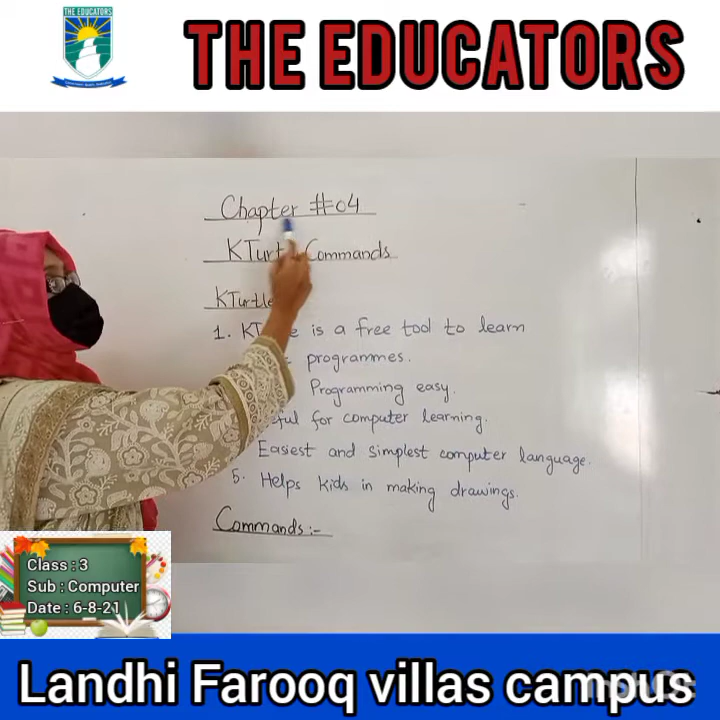 THE EDUCATORS
THE EDUCATORS
Chapter #04
KTurt Commands
KTurtle
1. KT e is a free tool to learn
programmes.
Programming easy.
ful for computer learning.
Easiest and simplest computer language.
5. Helps kids in making drawings.
Commands:-
Class : 3
Sub : Computer
Date : 6-8-21
Landhi Farooq villas campus